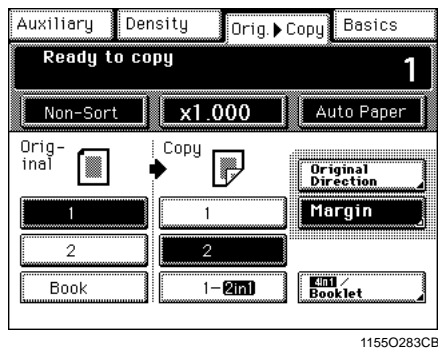 Auxiliary Density Orig.▶Copy Basics
Ready to copy
1
Non-Sort x1.000 Auto Paper
Orig-
inal
Copy
Original
Direction
1 1 Margin
2 2
Book 1-2in1 4in1 /
Booklet
1155O283CB